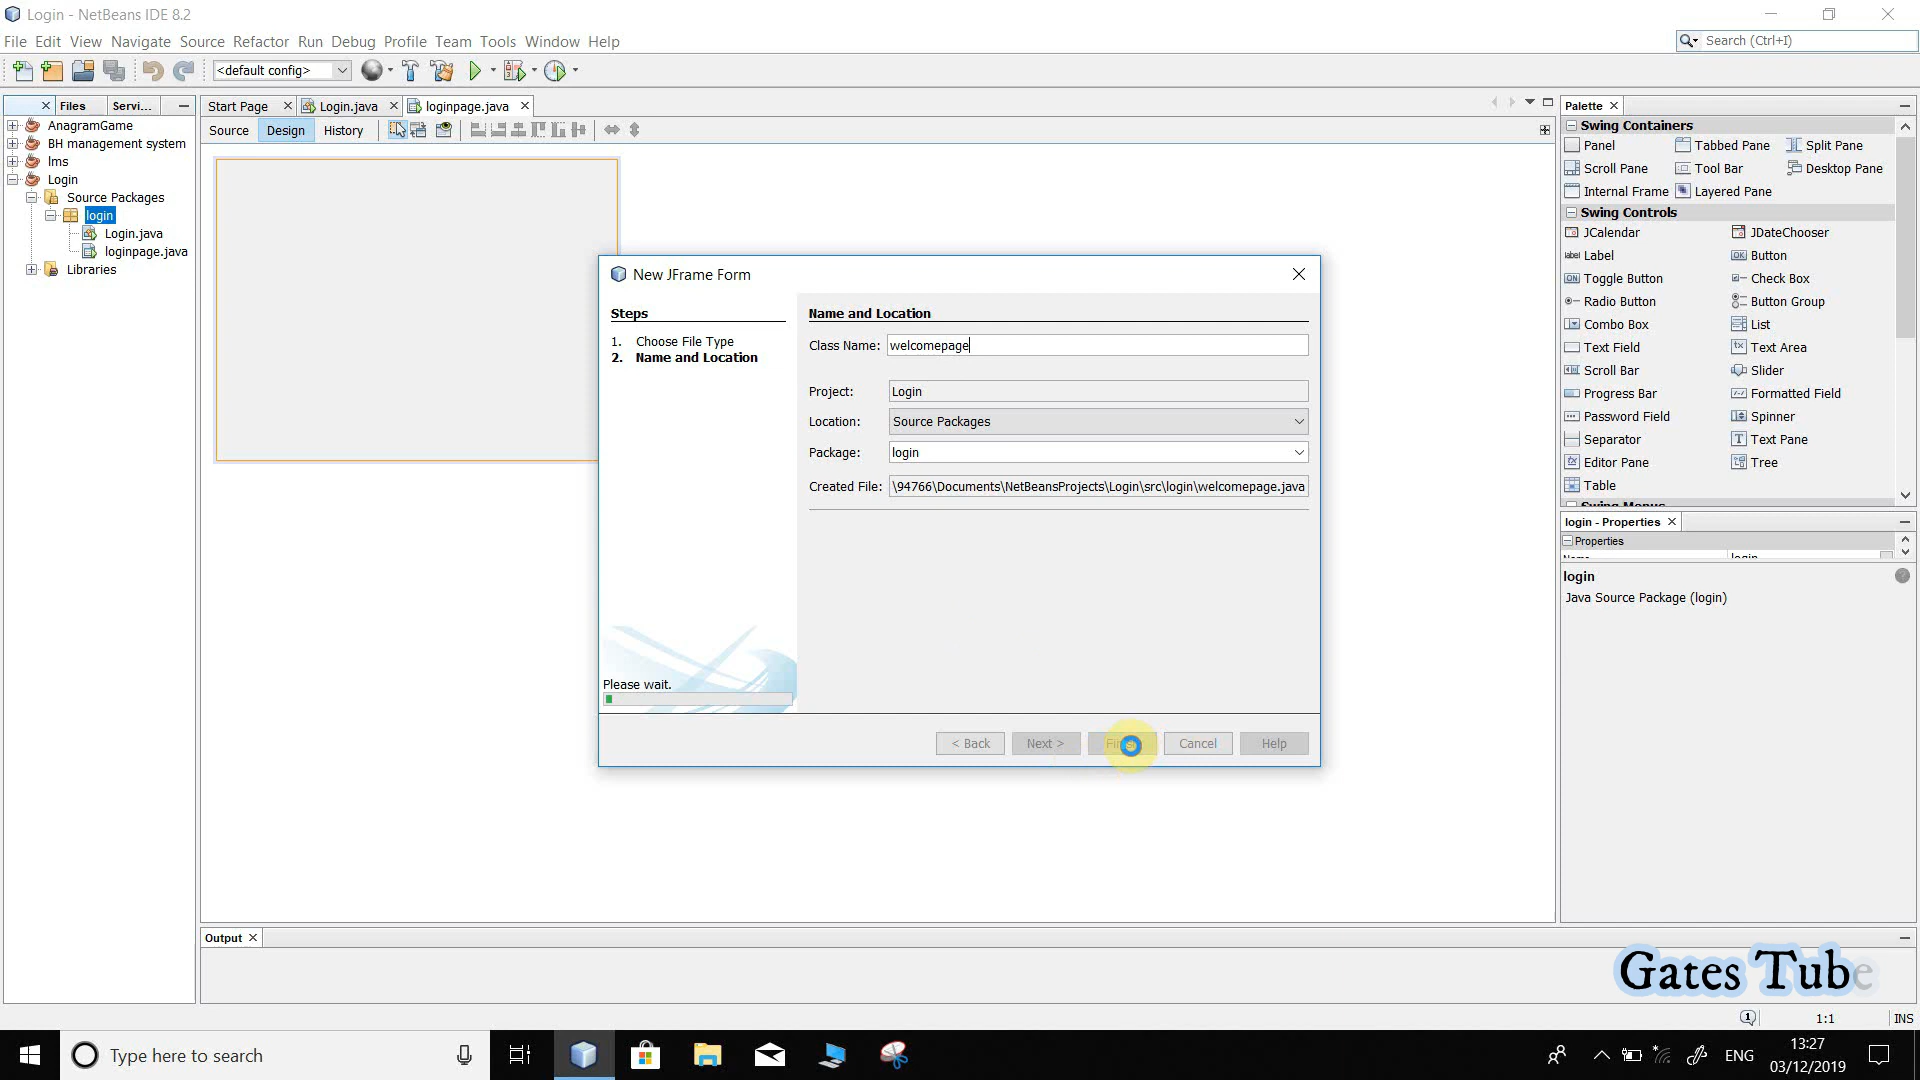 Login - NetBeans IDE 8.2
File Edit View Navigate Source Refactor Run Debug Profile Team Tools Window Help
Search (Ctrl+I)
<default config>
Files
Servi...
Start Page
Login.java
loginpage.java
Palette
Source
Design
History
AnagramGame
BH management system
lms
Login
Source Packages
login
Login.java
loginpage.java
Libraries
New JFrame Form
Steps
1. Choose File Type
2. Name and Location
Name and Location
Class Name: welcomepage
Project: Login
Location: Source Packages
Package: login
Created File: \94766\Documents\NetBeansProjects\Login\src\login\welcomepage.java
Please wait.
< Back
Next >
Cancel
Help
Swing Containers
Panel Tabbed Pane Split Pane
Scroll Pane Tool Bar Desktop Pane
Internal Frame Layered Pane
Swing Controls
JCalendar JDateChooser
label Label OK Button
ON Toggle Button Check Box
Radio Button Button Group
Combo Box List
Text Field Text Area
Scroll Bar Slider
Progress Bar Formatted Field
Password Field Spinner
Separator Text Pane
Editor Pane Tree
Table
Swing Menus
login - Properties
Properties
Name login
login
Java Source Package (login)
Output
Gates Tube
1:1
INS
Type here to search
ENG
13:27
03/12/2019